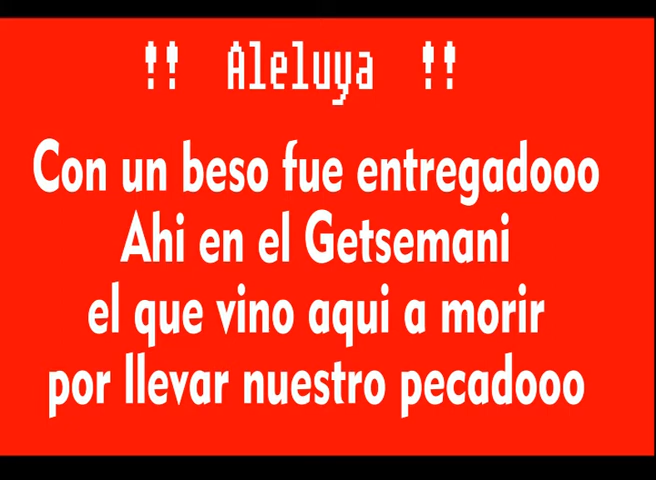 !! Aleluya !!
Con un beso fue entregadooo
Ahi en el Getsemani
el que vino aqui a morir
por llevar nuestro pecadooo